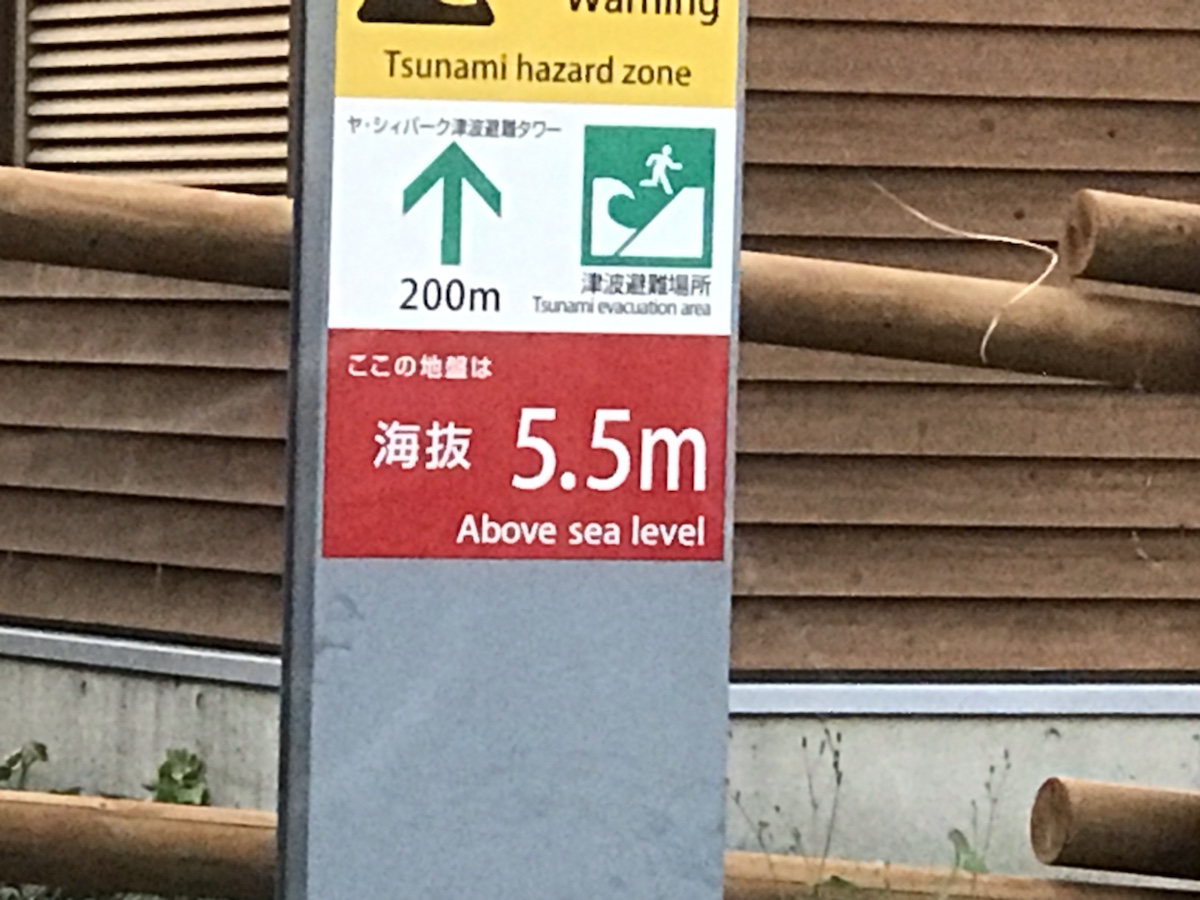 Warning
Tsunami hazard zone
ヤ・シィパーク津波避難タワー
200m
津波避難場所
Tsunami evacuation area
ここの地盤は
海抜 5.5m
Above sea level